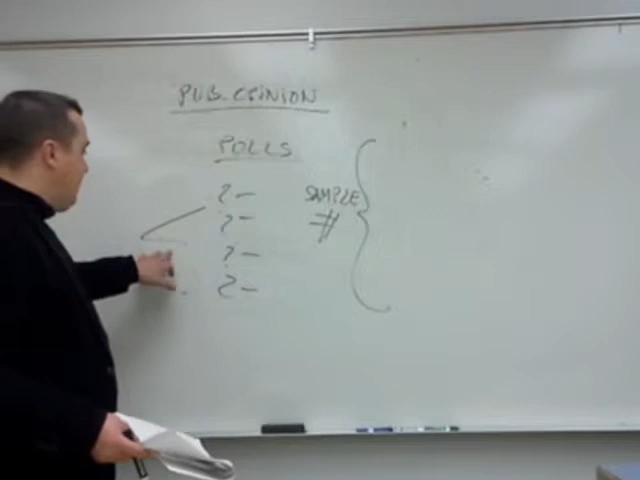 PUB. OPINION
POLLS
? -
? - SAMPLE
? - #
? -